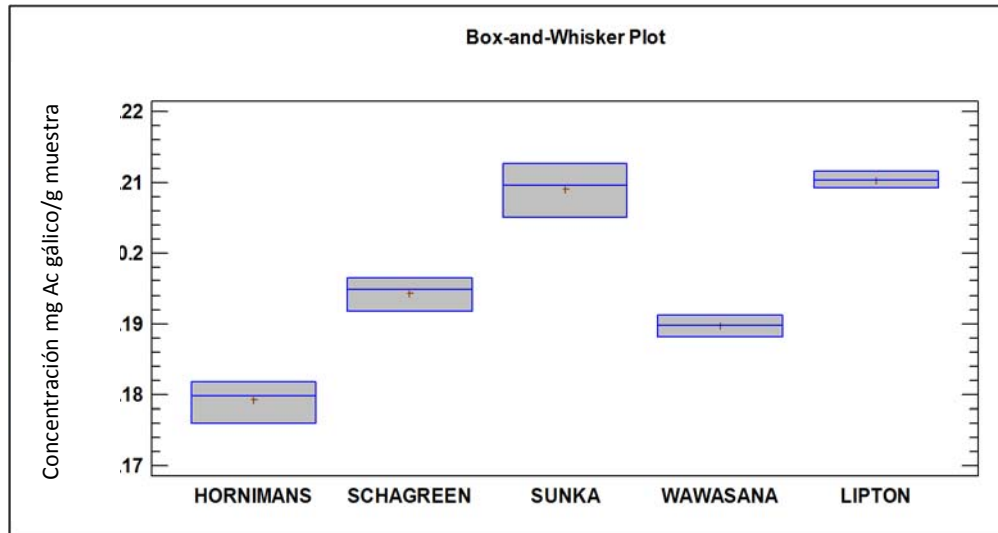 Box-and-Whisker Plot
Concentración mg Ac gálico/g muestra
.22
.21
0.2
.19
.18
.17
HORNIMANS SCHAGREEN SUNKA WAWASANA LIPTON